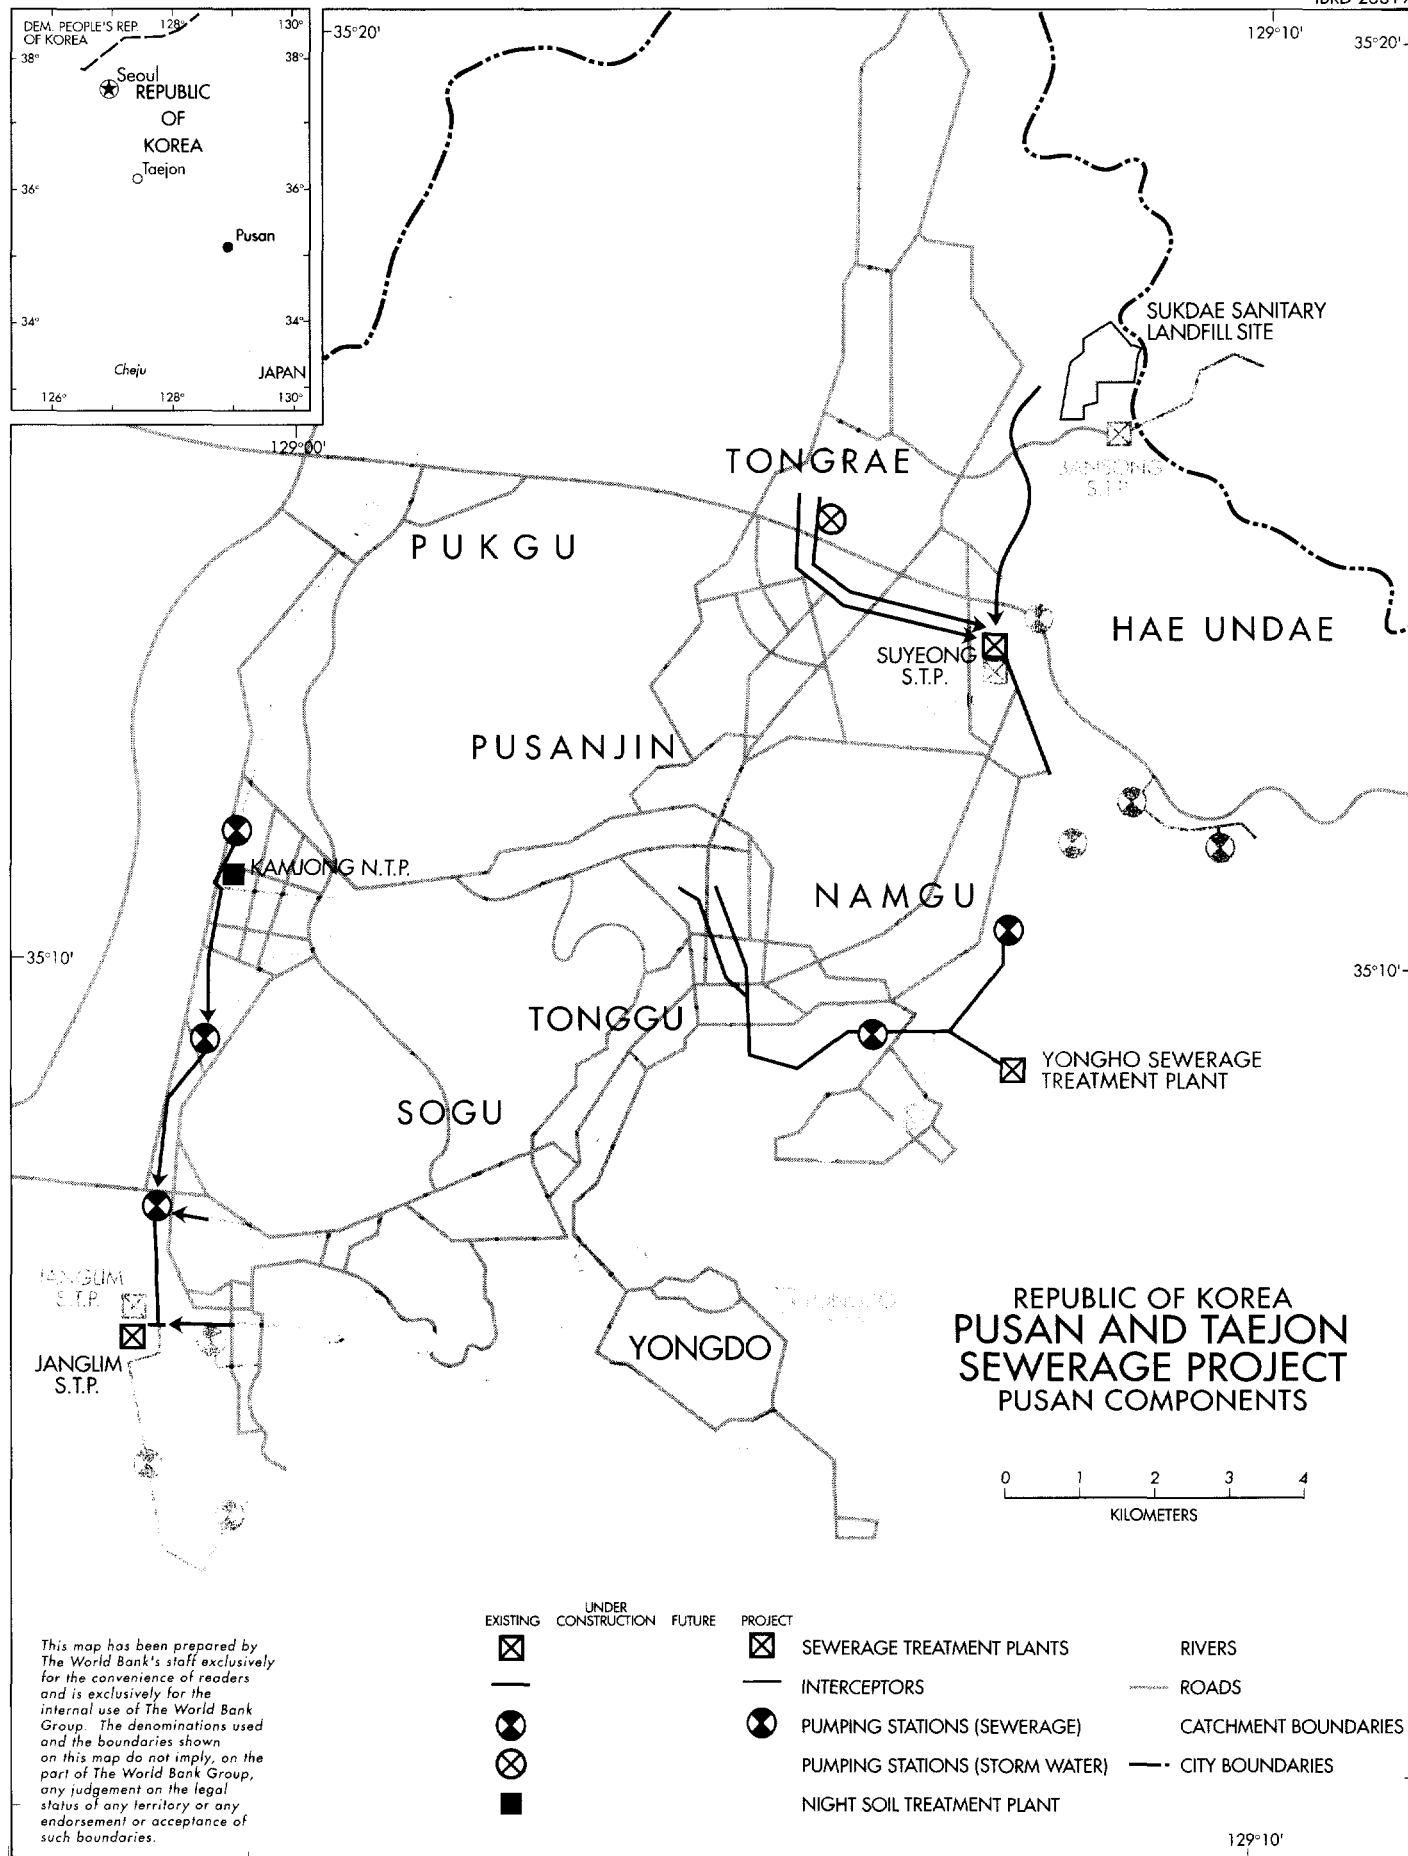 DEM. PEOPLE'S REP.
OF KOREA
128°
130°
38°
38°
Seoul
REPUBLIC
OF
KOREA
Taejon
36°
36°
Pusan
34°
34°
Cheju
JAPAN
126°
128°
130°
35°20'
129°10'
35°20'
129°00'
SUKDAE SANITARY
LANDFILL SITE
TONGRAE
S.T.P.
PUKGU
HAE UNDAE
SUYEONG
S.T.P.
PUSANJIN
KAMJONG N.T.P.
NAMGU
35°10'
35°10'
TONGGU
YONGHO SEWERAGE
TREATMENT PLANT
SOGU
JANGLIM
S.T.P.
JANGLIM
S.T.P.
YONGDO
REPUBLIC OF KOREA
PUSAN AND TAEJON
SEWERAGE PROJECT
PUSAN COMPONENTS
0 1 2 3 4
KILOMETERS
This map has been prepared by
The World Bank's staff exclusively
for the convenience of readers
and is exclusively for the
internal use of The World Bank
Group. The denominations used
and the boundaries shown
on this map do not imply, on the
part of The World Bank Group,
any judgement on the legal
status of any territory or any
endorsement or acceptance of
such boundaries.
EXISTING UNDER CONSTRUCTION FUTURE PROJECT
SEWERAGE TREATMENT PLANTS
INTERCEPTORS
PUMPING STATIONS (SEWERAGE)
PUMPING STATIONS (STORM WATER)
NIGHT SOIL TREATMENT PLANT
RIVERS
ROADS
CATCHMENT BOUNDARIES
CITY BOUNDARIES
129°10'